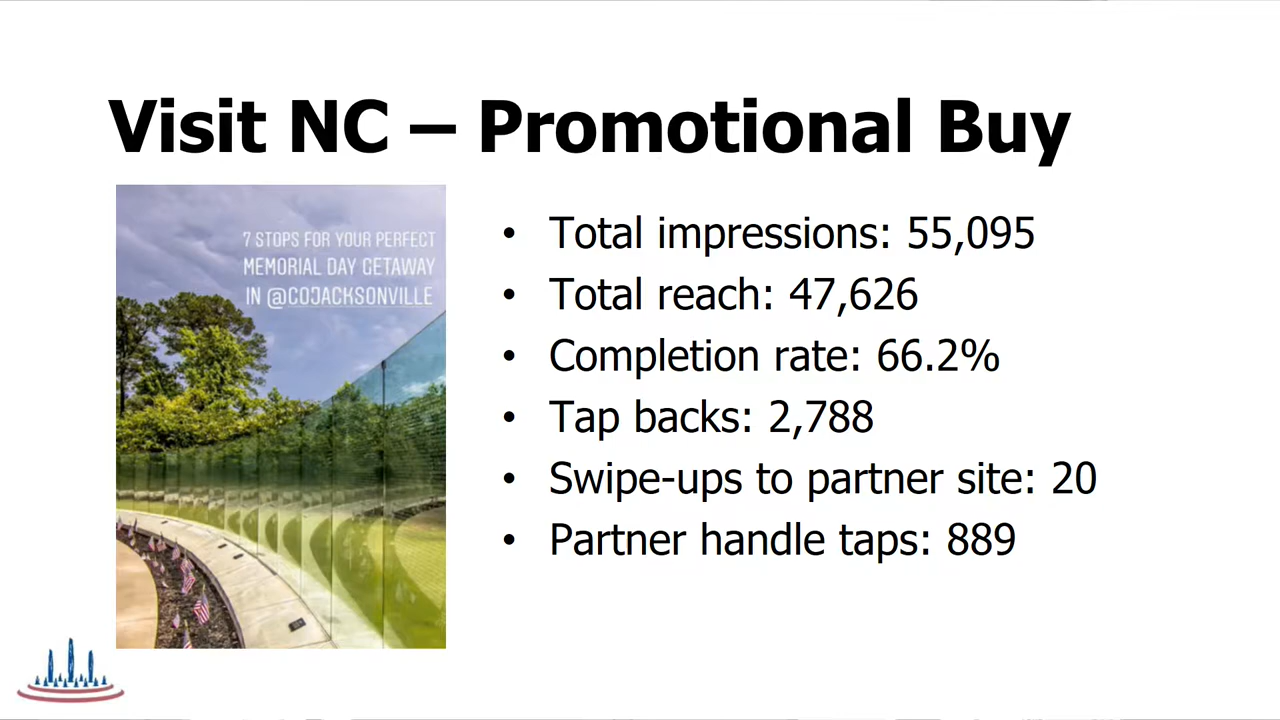 Visit NC – Promotional Buy
7 STOPS FOR YOUR PERFECT
MEMORIAL DAY GETAWAY
IN @COJACKSONVILLE
• Total impressions: 55,095
• Total reach: 47,626
• Completion rate: 66.2%
• Tap backs: 2,788
• Swipe-ups to partner site: 20
• Partner handle taps: 889